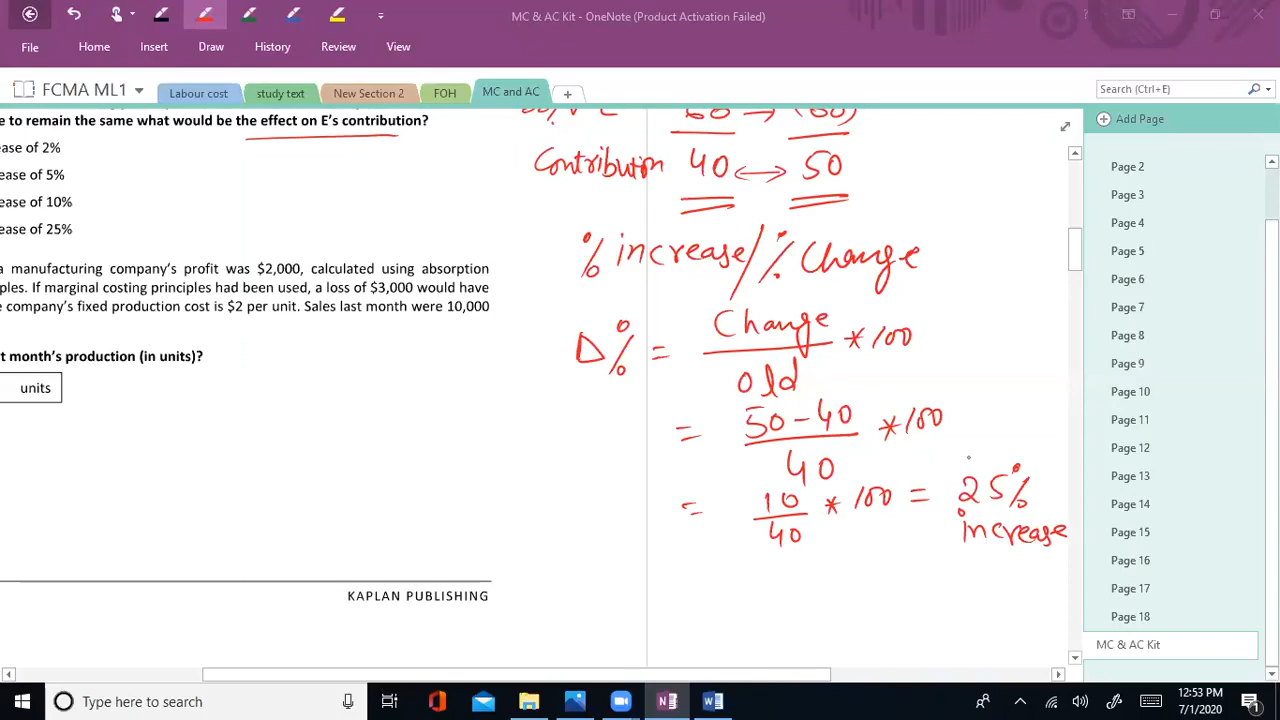 MC & AC Kit - OneNote (Product Activation Failed)
File Home Insert Draw History Review View
FCMA ML1 Labour cost study text New Section 2 FOH MC and AC
Search (Ctrl+E)
Add Page
Page 2
Page 3
Page 4
Page 5
Page 6
Page 7
Page 8
Page 9
Page 10
Page 11
Page 12
Page 13
Page 14
Page 15
Page 16
Page 17
Page 18
MC & AC Kit
e to remain the same what would be the effect on E's contribution?
ease of 2%
ease of 5%
ease of 10%
ease of 25%
a manufacturing company's profit was $2,000, calculated using absorption
ples. If marginal costing principles had been used, a loss of $3,000 would have
e company's fixed production cost is $2 per unit. Sales last month were 10,000
t month's production (in units)?
units
KAPLAN PUBLISHING
60 → (60)
Contribution 40 ↔ 50
% increase / % Change
Δ% = Change * 100
old
= 50 - 40 * 100
40
= 10 * 100 = 25%
40 increase
Type here to search
12:53 PM
7/1/2020